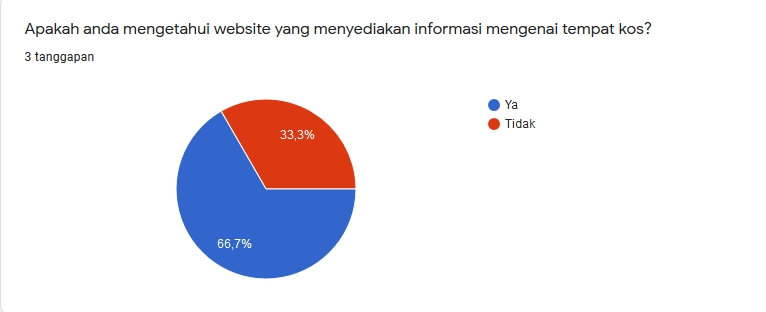 Apakah anda mengetahui website yang menyediakan informasi mengenai tempat kos?
3 tanggapan
Ya
Tidak
33,3%
66,7%